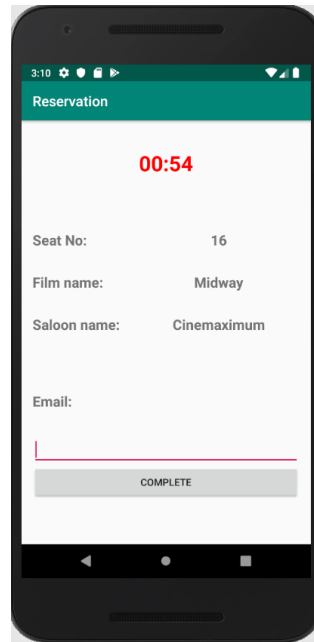 3:10
Reservation
00:54
Seat No: 16
Film name: Midway
Saloon name: Cinemaximum
Email:
COMPLETE